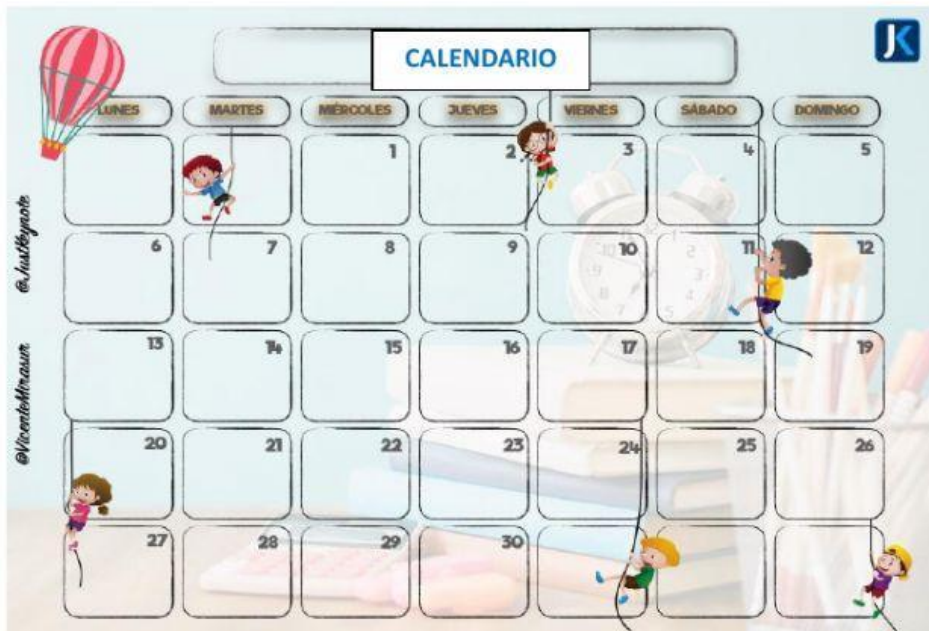 CALENDARIO
JK
LUNES MARTES MIÉRCOLES JUEVES VIERNES SÁBADO DOMINGO
1 2 3 4 5
6 7 8 9 10 11 12
13 14 15 16 17 18 19
20 21 22 23 24 25 26
27 28 29 30
@JustKeynote
@VicenteMirasur